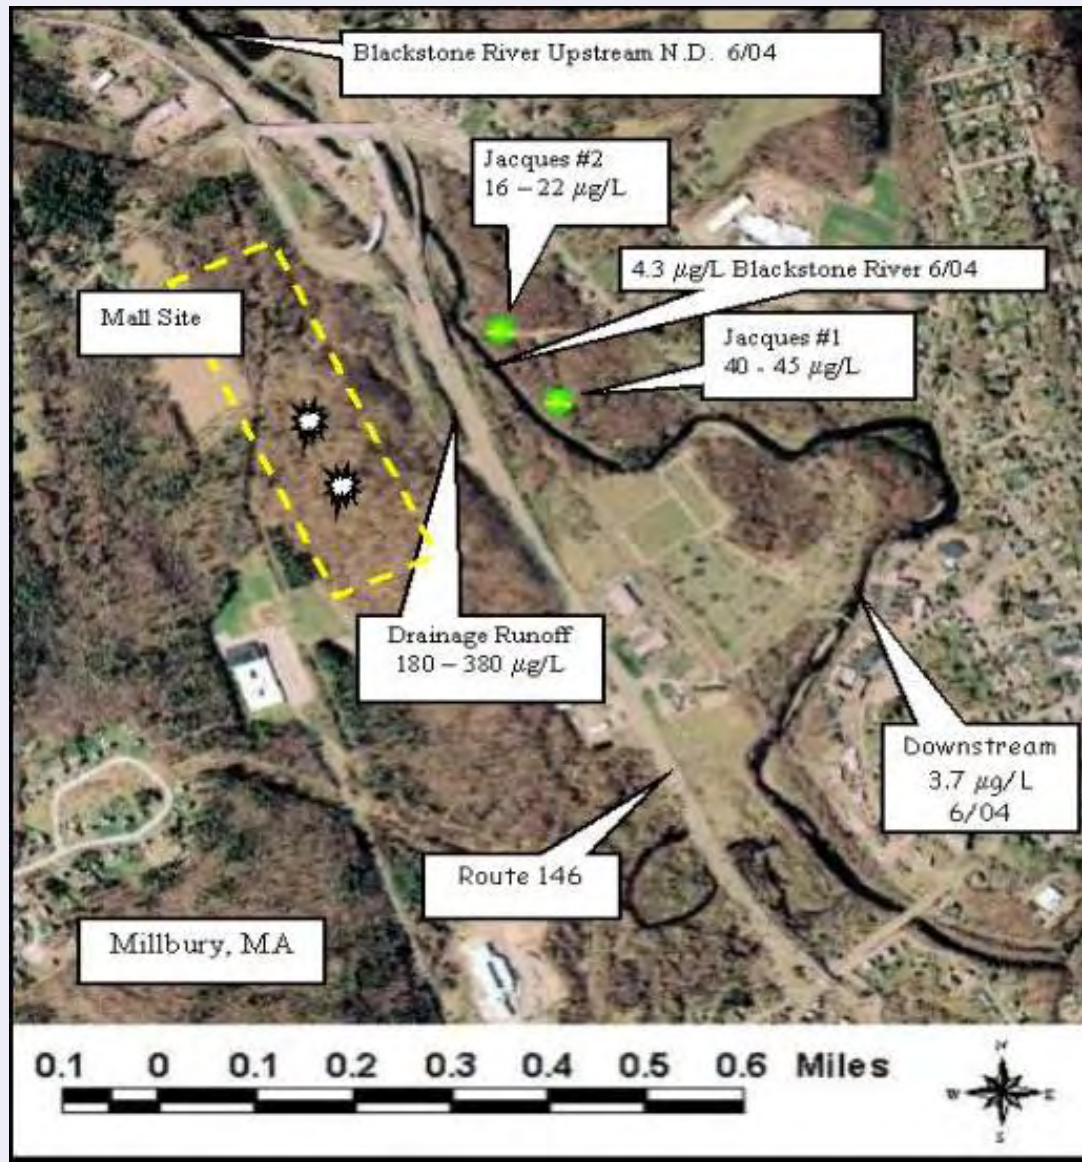 Blackstone River Upstream N.D. 6/04
Jacques #2
16 – 22 µg/L
4.3 µg/L Blackstone River 6/04
Mall Site
Jacques #1
40 - 45 µg/L
Drainage Runoff
180 – 380 µg/L
Downstream
3.7 µg/L
6/04
Route 146
Millbury, MA
0.1 0 0.1 0.2 0.3 0.4 0.5 0.6 Miles
N
W E
S